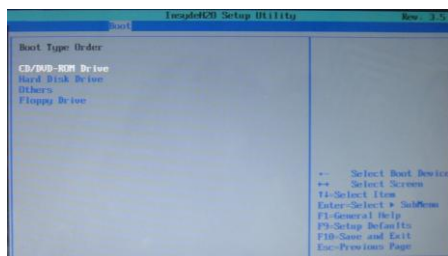 InsydeH20 Setup Utility Rev. 3.5
Boot
Boot Type Order
CD/DVD-ROM Drive
Hard Disk Drive
Others
Floppy Drive
←  Select Boot Device
↔  Select Screen
↑↓-Select Item
Enter-Select ▶ SubMenu
F1-General Help
F9-Setup Defaults
F10-Save and Exit
Esc-Previous Page